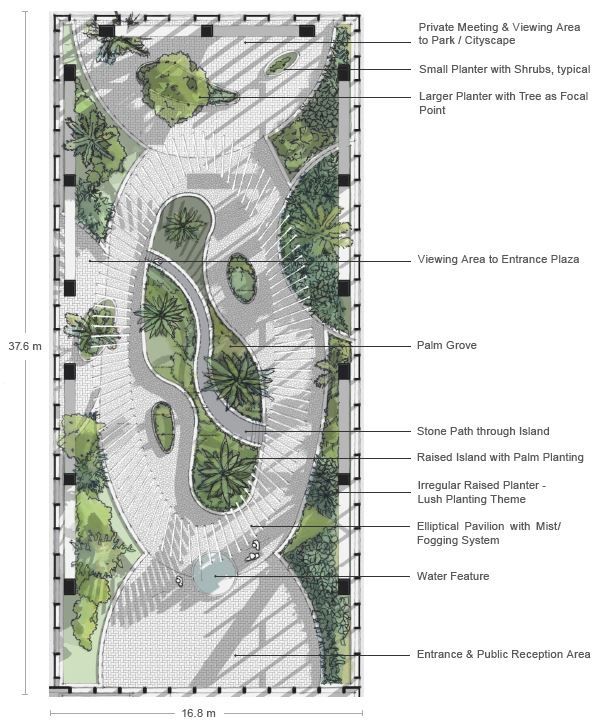 Private Meeting & Viewing Area
to Park / Cityscape
Small Planter with Shrubs, typical
Larger Planter with Tree as Focal
Point
Viewing Area to Entrance Plaza
37.6 m
Palm Grove
Stone Path through Island
Raised Island with Palm Planting
Irregular Raised Planter -
Lush Planting Theme
Elliptical Pavilion with Mist/
Fogging System
Water Feature
Entrance & Public Reception Area
16.8 m